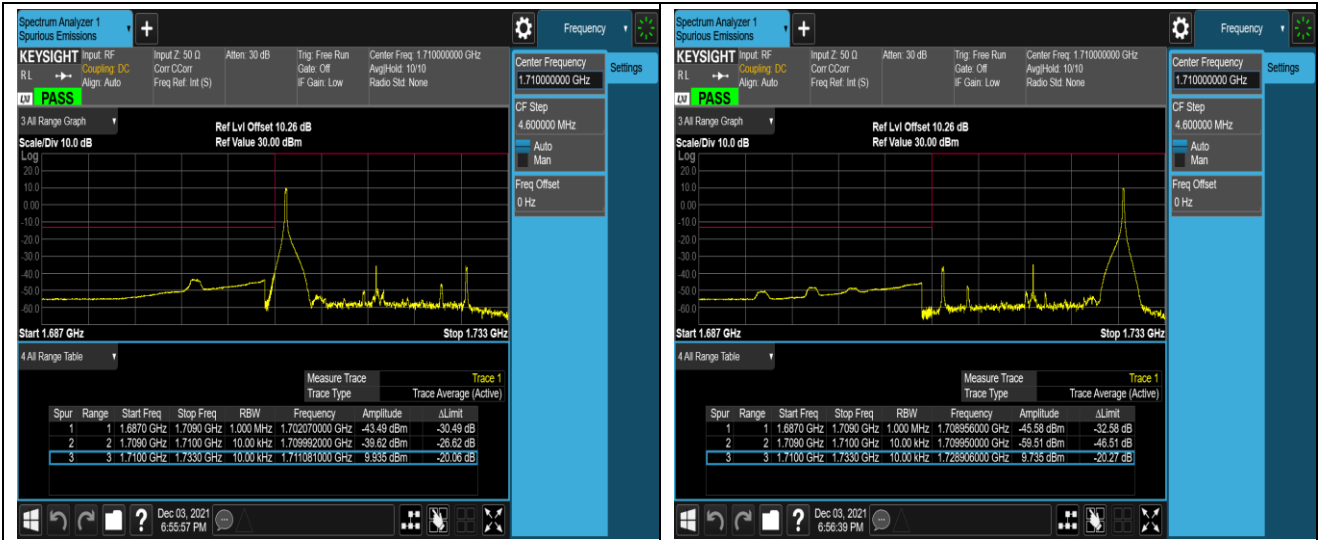 Spectrum Analyzer 1
Spurious Emissions
+
Frequency
KEYSIGHT Input: RF Input Z: 50 Ω Atten: 30 dB Trig: Free Run Center Freq: 1.710000000 GHz
RL Coupling: DC Corr CCorr Gate: Off Avg|Hold: 10/10
Align: Auto Freq Ref: Int (S) IF Gain: Low Radio Std: None
PASS
Center Frequency
1.710000000 GHz
Settings
CF Step
4.600000 MHz
Auto
Man
Freq Offset
0 Hz
3 All Range Graph
Ref Lvl Offset 10.26 dB
Scale/Div 10.0 dB Ref Value 30.00 dBm
Log
20.0
10.0
0.00
-10.0
-20.0
-30.0
-40.0
-50.0
-60.0
Start 1.687 GHz Stop 1.733 GHz
4 All Range Table
Measure Trace Trace 1
Trace Type Trace Average (Active)
Spur Range Start Freq Stop Freq RBW Frequency Amplitude ΔLimit
1 1 1.6870 GHz 1.7090 GHz 1.000 MHz 1.702070000 GHz -43.49 dBm -30.49 dB
2 2 1.7090 GHz 1.7100 GHz 10.00 kHz 1.709992000 GHz -39.62 dBm -26.62 dB
3 3 1.7100 GHz 1.7330 GHz 10.00 kHz 1.711081000 GHz 9.935 dBm -20.06 dB
?
Dec 03, 2021
6:55:57 PM
Spectrum Analyzer 1
Spurious Emissions
+
Frequency
KEYSIGHT Input: RF Input Z: 50 Ω Atten: 30 dB Trig: Free Run Center Freq: 1.710000000 GHz
RL Coupling: DC Corr CCorr Gate: Off Avg|Hold: 10/10
Align: Auto Freq Ref: Int (S) IF Gain: Low Radio Std: None
PASS
Center Frequency
1.710000000 GHz
Settings
CF Step
4.600000 MHz
Auto
Man
Freq Offset
0 Hz
3 All Range Graph
Ref Lvl Offset 10.26 dB
Scale/Div 10.0 dB Ref Value 30.00 dBm
Log
20.0
10.0
0.00
-10.0
-20.0
-30.0
-40.0
-50.0
-60.0
Start 1.687 GHz Stop 1.733 GHz
4 All Range Table
Measure Trace Trace 1
Trace Type Trace Average (Active)
Spur Range Start Freq Stop Freq RBW Frequency Amplitude ΔLimit
1 1 1.6870 GHz 1.7090 GHz 1.000 MHz 1.708956000 GHz -45.58 dBm -32.58 dB
2 2 1.7090 GHz 1.7100 GHz 10.00 kHz 1.709950000 GHz -59.51 dBm -46.51 dB
3 3 1.7100 GHz 1.7330 GHz 10.00 kHz 1.728906000 GHz 9.735 dBm -20.27 dB
?
Dec 03, 2021
6:56:39 PM